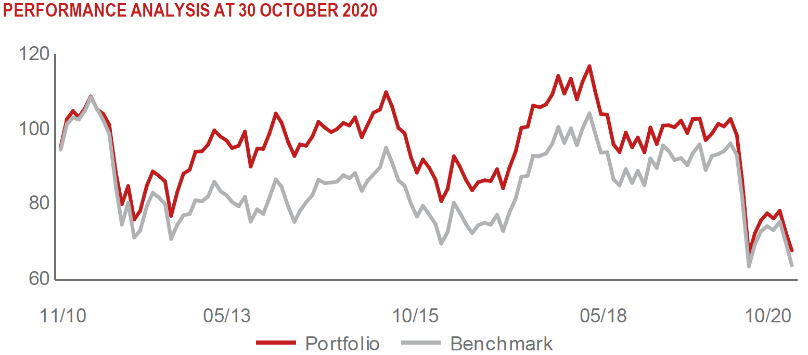 PERFORMANCE ANALYSIS AT 30 OCTOBER 2020
120
100
80
60
11/10 05/13 10/15 05/18 10/20
Portfolio Benchmark